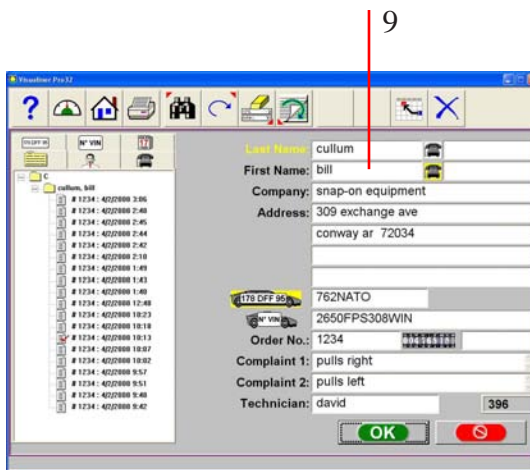 9
Visualiner Pro32
N° VIN
17
C
cullum, bill
# 1234 : 4/2/2008 3:06
# 1234 : 4/2/2008 2:48
# 1234 : 4/2/2008 2:45
# 1234 : 4/2/2008 2:44
# 1234 : 4/2/2008 2:42
# 1234 : 4/2/2008 2:10
# 1234 : 4/2/2008 1:49
# 1234 : 4/2/2008 1:43
# 1234 : 4/2/2008 1:40
# 1234 : 4/2/2008 12:48
# 1234 : 4/2/2008 10:23
# 1234 : 4/2/2008 10:18
# 1234 : 4/2/2008 10:13
# 1234 : 4/2/2008 10:07
# 1234 : 4/2/2008 10:02
# 1234 : 4/2/2008 9:57
# 1234 : 4/2/2008 9:51
# 1234 : 4/2/2008 9:48
# 1234 : 4/2/2008 9:42
Last Name: cullum
First Name: bill
Company: snap-on equipment
Address: 309 exchange ave
conway ar 72034
178 DFF 95 762NATO
N° VIN 2650FPS308WIN
Order No.: 1234
Complaint 1: pulls right
Complaint 2: pulls left
Technician: david 396
OK